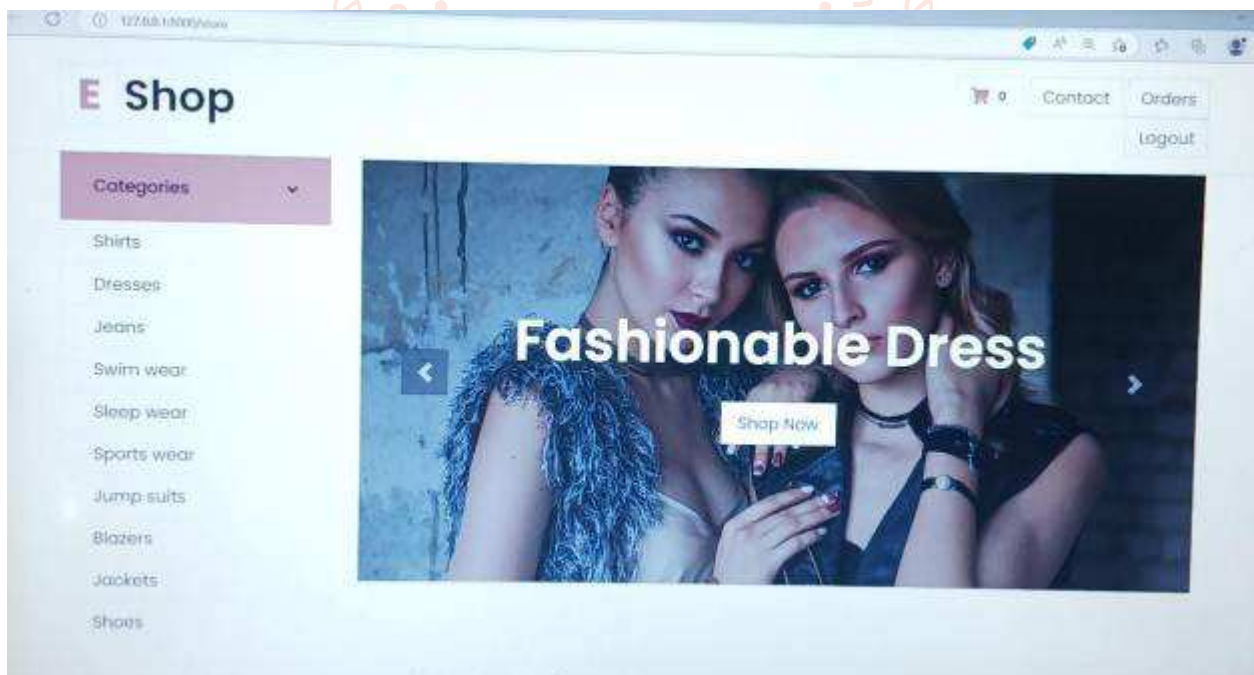 E Shop
0
Contact
Orders
Logout
Categories
Shirts
Dresses
Jeans
Swim wear
Sleep wear
Sports wear
Jump suits
Blazers
Jackets
Shoes
Fashionable Dress
Shop Now